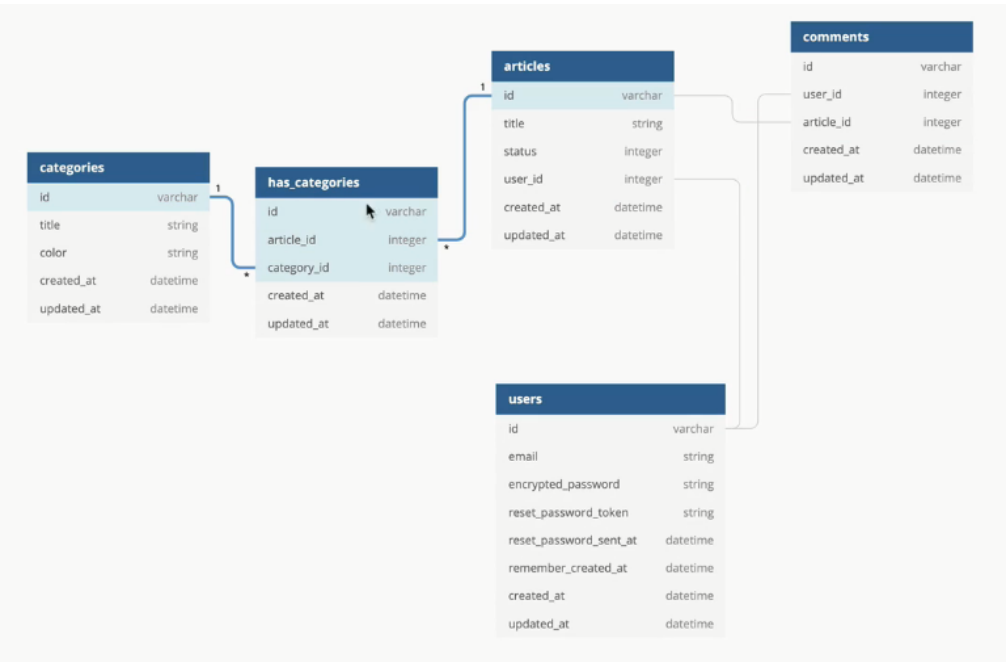 categories
id varchar
title string
color string
created_at datetime
updated_at datetime
1
*
has_categories
id varchar
article_id integer
category_id integer
created_at datetime
updated_at datetime
*
1
articles
id varchar
title string
status integer
user_id integer
created_at datetime
updated_at datetime
comments
id varchar
user_id integer
article_id integer
created_at datetime
updated_at datetime
users
id varchar
email string
encrypted_password string
reset_password_token string
reset_password_sent_at datetime
remember_created_at datetime
created_at datetime
updated_at datetime